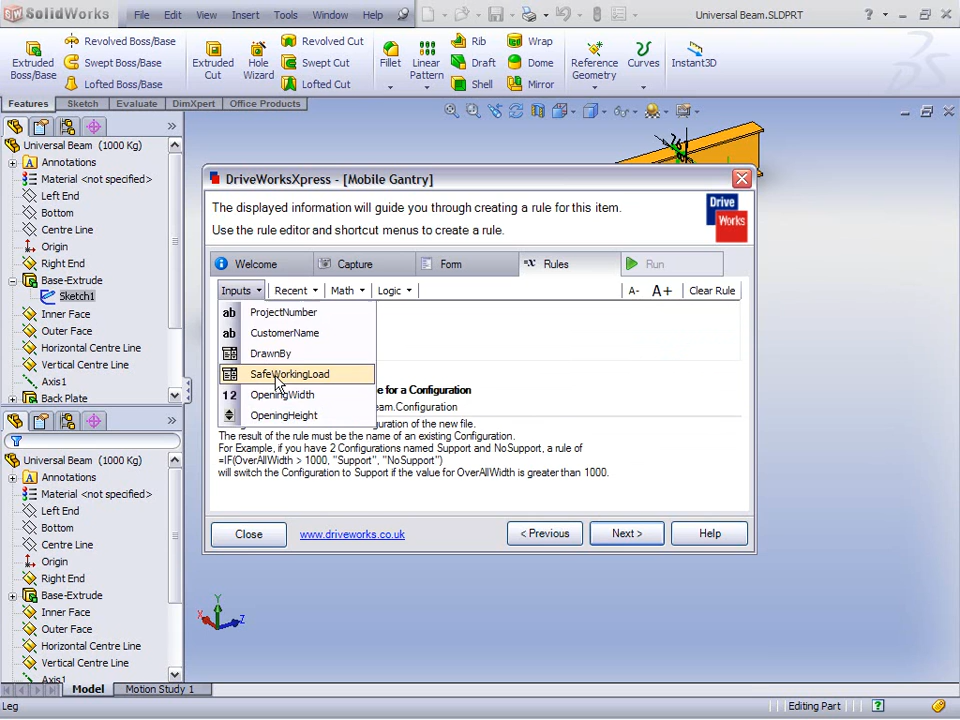 SolidWorks File Edit View Insert Tools Window Help Universal Beam.SLDPRT
Extruded Boss/Base
Revolved Boss/Base
Swept Boss/Base
Lofted Boss/Base
Extruded Cut
Hole Wizard
Revolved Cut
Swept Cut
Lofted Cut
Fillet
Linear Pattern
Rib
Draft
Shell
Wrap
Dome
Mirror
Reference Geometry
Curves
Instant3D
Features Sketch Evaluate DimXpert Office Products
Universal Beam (1000 Kg)
Annotations
Material <not specified>
Left End
Bottom
Centre Line
Origin
Right End
Base-Extrude
Sketch1
Inner Face
Outer Face
Horizontal Centre Line
Vertical Centre Line
Axis1
Back Plate
Universal Beam (1000 Kg)
Annotations
Material <not specified>
Left End
Bottom
Centre Line
Origin
Right End
Base-Extrude
Inner Face
Outer Face
Horizontal Centre Line
Vertical Centre Line
Axis1
DriveWorksXpress - [Mobile Gantry]
The displayed information will guide you through creating a rule for this item.
Use the rule editor and shortcut menus to create a rule.
Drive
Works
Welcome Capture Form Rules Run
Inputs Recent Math Logic A- A+ Clear Rule
ab ProjectNumber
ab CustomerName
DrawnBy
SafeWorkingLoad
12 OpeningWidth
OpeningHeight
e for a Configuration
eam.Configuration
figuration of the new file.
The result of the rule must be the name of an existing Configuration.
For Example, if you have 2 Configurations named Support and NoSupport, a rule of
=IF(OverAllWidth > 1000, "Support", "NoSupport")
will switch the Configuration to Support if the value for OverAllWidth is greater than 1000.
Close www.driveworks.co.uk < Previous Next > Help
X Y Z
Model Motion Study 1
Leg Editing Part